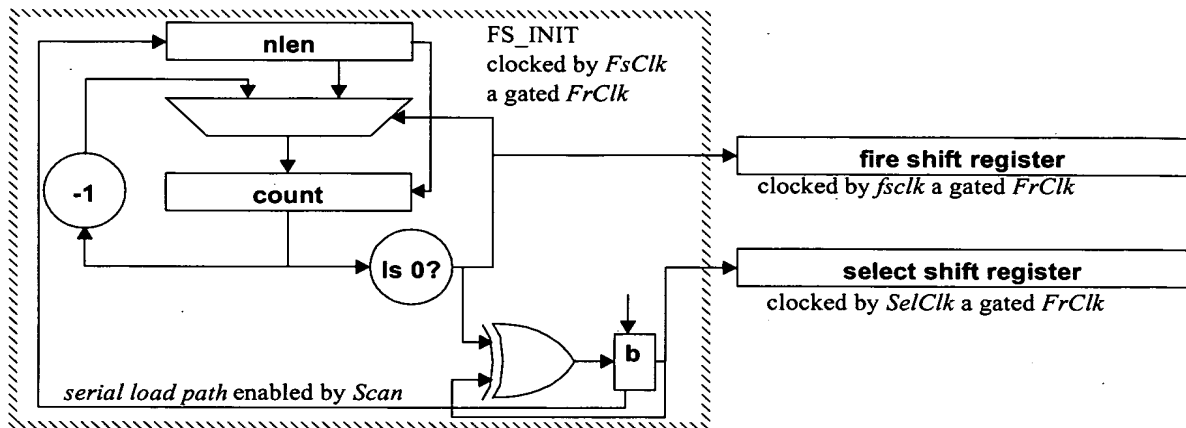 nlen
FS_INIT
clocked by FsClk
a gated FrClk
fire shift register
clocked by fsclk a gated FrClk
-1
count
Is 0?
select shift register
clocked by SelClk a gated FrClk
b
serial load path enabled by Scan